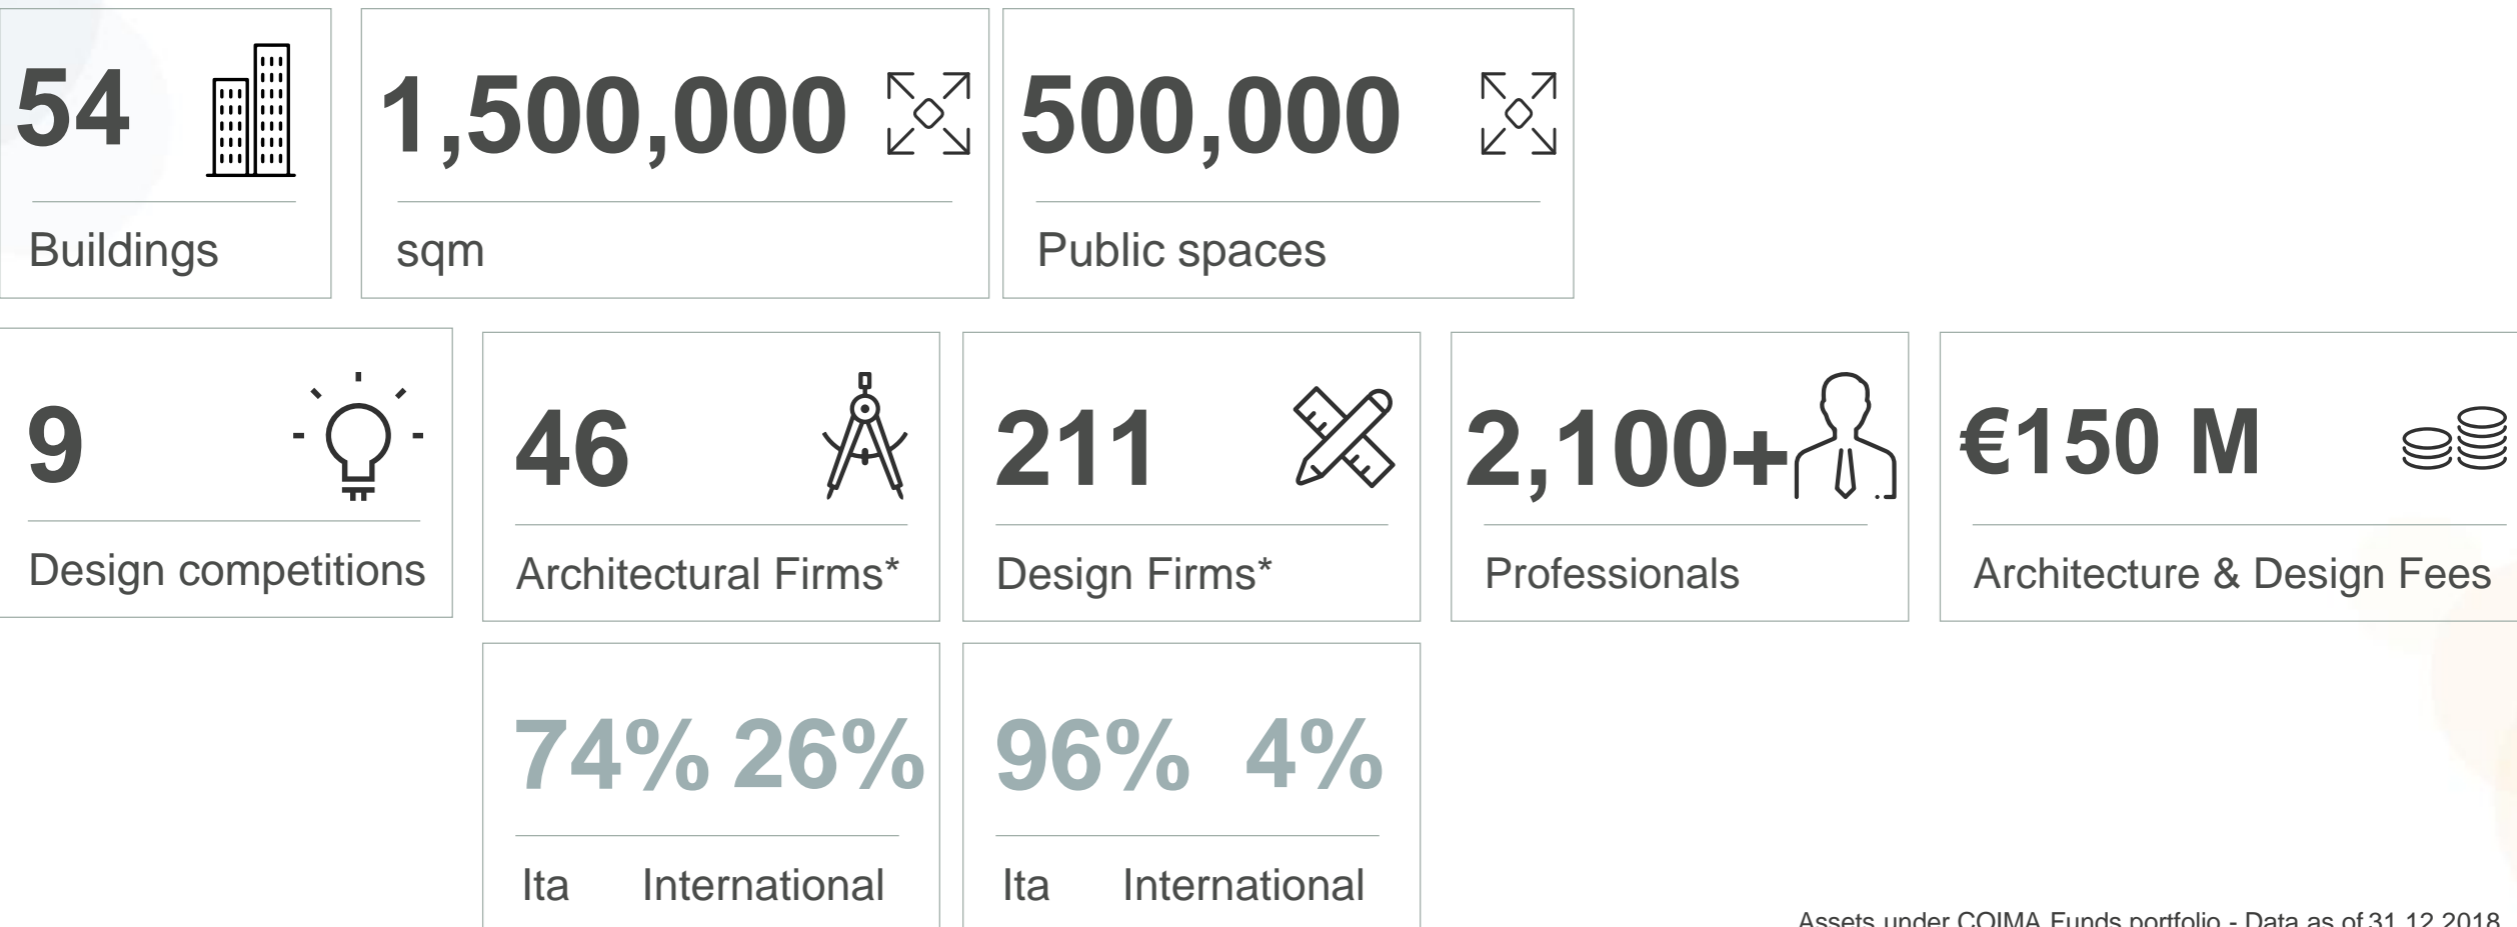 54
Buildings
1,500,000
sqm
500,000
Public spaces
9
Design competitions
46
Architectural Firms*
211
Design Firms*
2,100+
Professionals
€150 M
Architecture & Design Fees
74% 26%
Ita International
96% 4%
Ita International
Assets under COIMA Funds portfolio - Data as of 31.12.2018